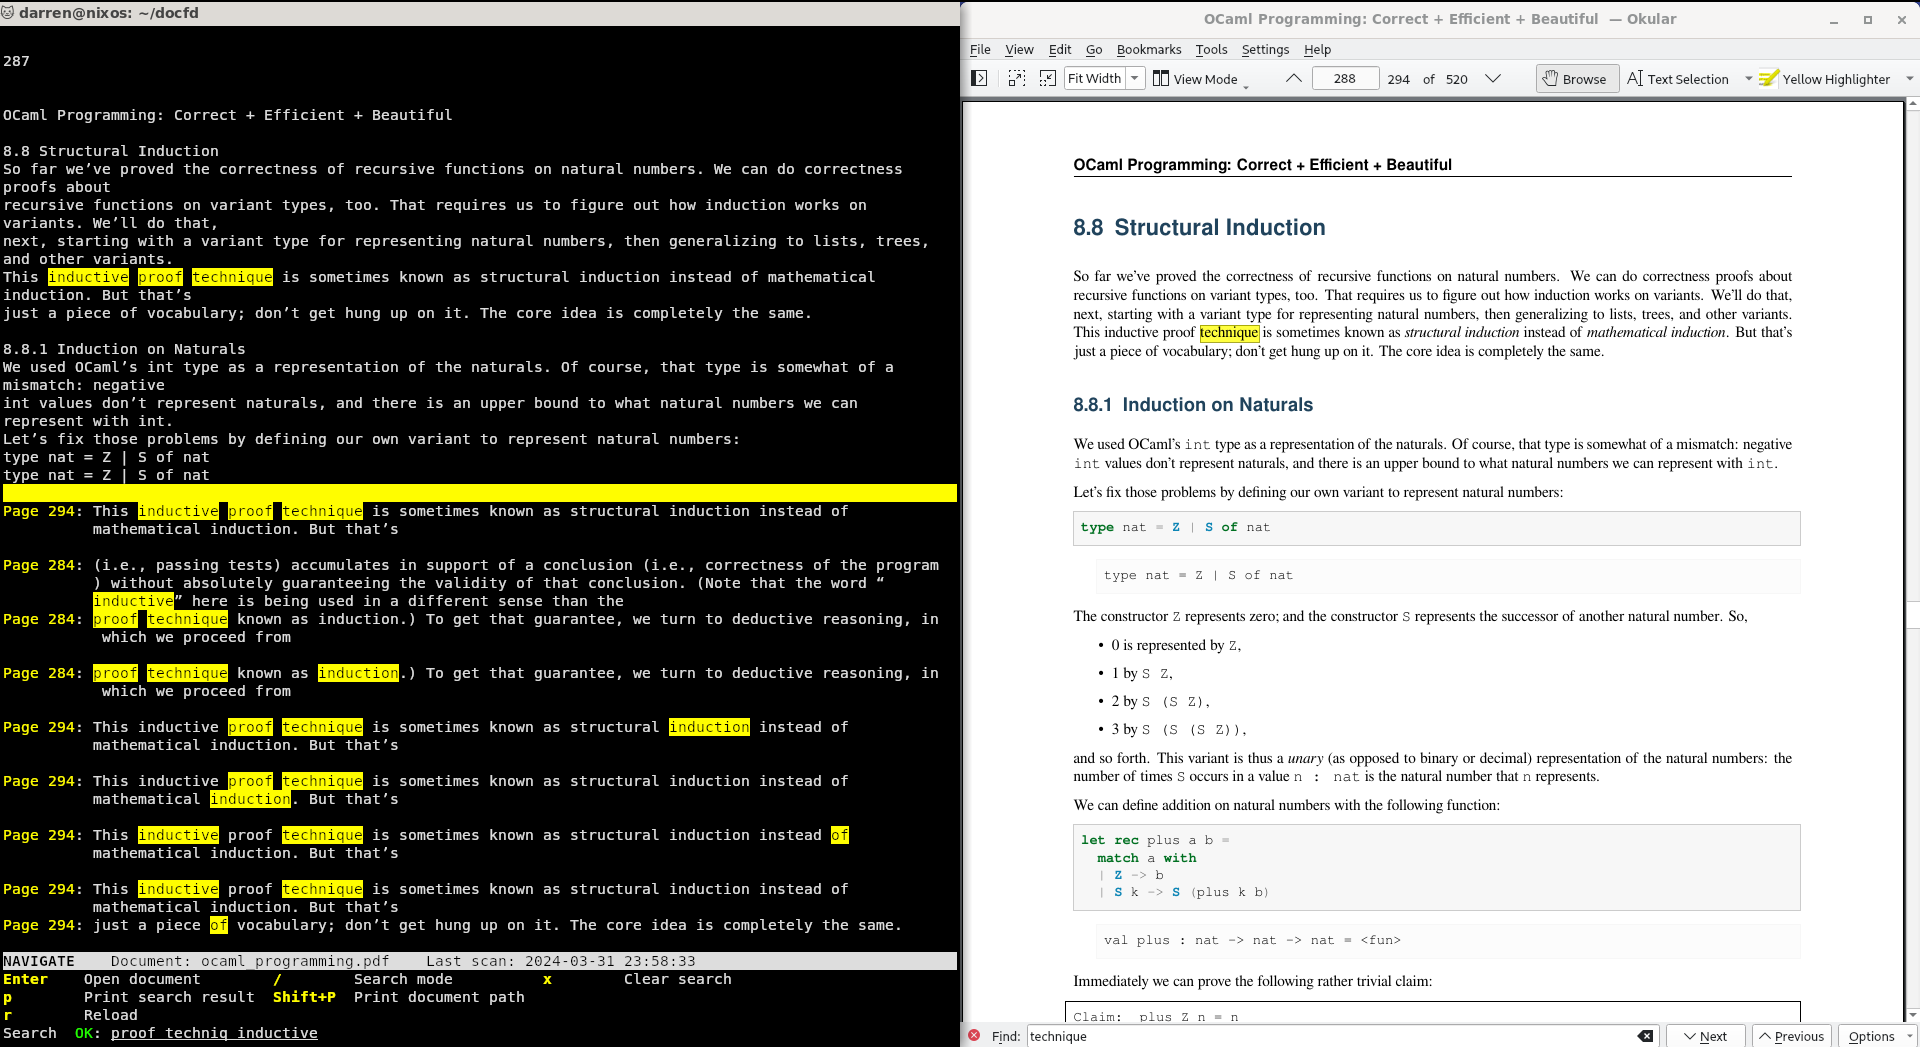 darren@nixos: ~/docfd
287
OCaml Programming: Correct + Efficient + Beautiful
8.8 Structural Induction
So far we’ve proved the correctness of recursive functions on natural numbers. We can do correctness
proofs about
recursive functions on variant types, too. That requires us to figure out how induction works on
variants. We’ll do that,
next, starting with a variant type for representing natural numbers, then generalizing to lists, trees,
and other variants.
This inductive proof technique is sometimes known as structural induction instead of mathematical
induction. But that’s
just a piece of vocabulary; don’t get hung up on it. The core idea is completely the same.
8.8.1 Induction on Naturals
We used OCaml’s int type as a representation of the naturals. Of course, that type is somewhat of a
mismatch: negative
int values don’t represent naturals, and there is an upper bound to what natural numbers we can
represent with int.
Let’s fix those problems by defining our own variant to represent natural numbers:
type nat = Z | S of nat
type nat = Z | S of nat
Page 294: This inductive proof technique is sometimes known as structural induction instead of
mathematical induction. But that’s
Page 284: (i.e., passing tests) accumulates in support of a conclusion (i.e., correctness of the program
) without absolutely guaranteeing the validity of that conclusion. (Note that the word “
inductive” here is being used in a different sense than the
Page 284: proof technique known as induction.) To get that guarantee, we turn to deductive reasoning, in
which we proceed from
Page 284: proof technique known as induction.) To get that guarantee, we turn to deductive reasoning, in
which we proceed from
Page 294: This inductive proof technique is sometimes known as structural induction instead of
mathematical induction. But that’s
Page 294: This inductive proof technique is sometimes known as structural induction instead of
mathematical induction. But that’s
Page 294: This inductive proof technique is sometimes known as structural induction instead of
mathematical induction. But that’s
Page 294: This inductive proof technique is sometimes known as structural induction instead of
mathematical induction. But that’s
Page 294: just a piece of vocabulary; don’t get hung up on it. The core idea is completely the same.
NAVIGATE Document: ocaml_programming.pdf Last scan: 2024-03-31 23:58:33
Enter Open document / Search mode x Clear search
p Print search result Shift+P Print document path
r Reload
Search OK: proof techniq inductive
OCaml Programming: Correct + Efficient + Beautiful — Okular
File View Edit Go Bookmarks Tools Settings Help
Fit Width View Mode 288 294 of 520 Browse Text Selection Yellow Highlighter
OCaml Programming: Correct + Efficient + Beautiful
8.8 Structural Induction
So far we’ve proved the correctness of recursive functions on natural numbers. We can do correctness proofs about
recursive functions on variant types, too. That requires us to figure out how induction works on variants. We’ll do that,
next, starting with a variant type for representing natural numbers, then generalizing to lists, trees, and other variants.
This inductive proof technique is sometimes known as structural induction instead of mathematical induction. But that’s
just a piece of vocabulary; don’t get hung up on it. The core idea is completely the same.
8.8.1 Induction on Naturals
We used OCaml’s int type as a representation of the naturals. Of course, that type is somewhat of a mismatch: negative
int values don’t represent naturals, and there is an upper bound to what natural numbers we can represent with int.
Let’s fix those problems by defining our own variant to represent natural numbers:
type nat = Z | S of nat
type nat = Z | S of nat
The constructor Z represents zero; and the constructor S represents the successor of another natural number. So,
• 0 is represented by Z,
• 1 by S Z,
• 2 by S (S Z),
• 3 by S (S (S Z)),
and so forth. This variant is thus a unary (as opposed to binary or decimal) representation of the natural numbers: the
number of times S occurs in a value n : nat is the natural number that n represents.
We can define addition on natural numbers with the following function:
let rec plus a b =
match a with
| Z -> b
| S k -> S (plus k b)
val plus : nat -> nat -> nat = <fun>
Immediately we can prove the following rather trivial claim:
Claim: plus Z n = n
Find: technique Next Previous Options